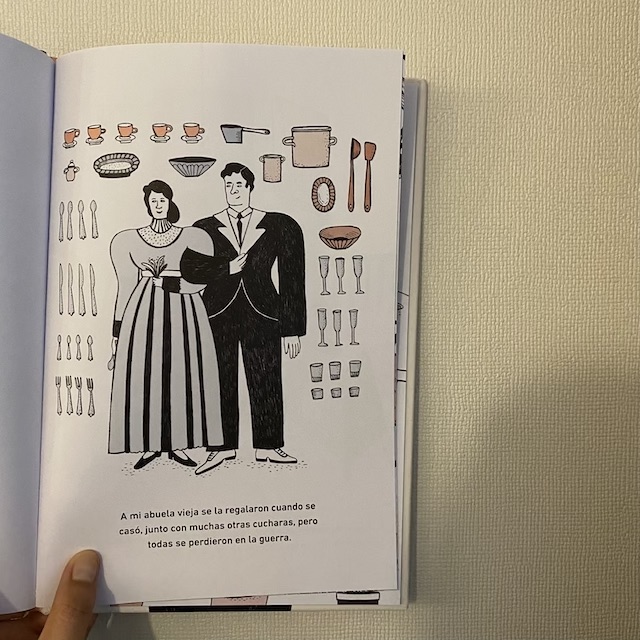 A mi abuela vieja se la regalaron cuando se
casó, junto con muchas otras cucharas, pero
todas se perdieron en la guerra.